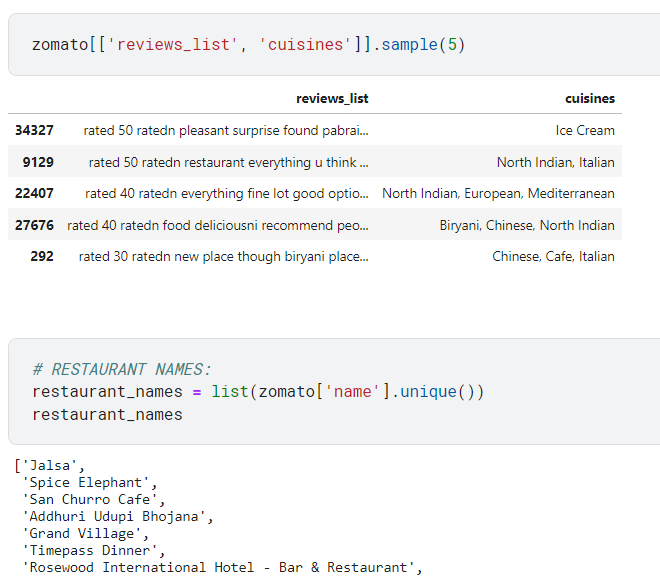 zomato[['reviews_list', 'cuisines']].sample(5)
reviews_list cuisines
34327 rated 50 ratedn pleasant surprise found pabrai... Ice Cream
9129 rated 50 ratedn restaurant everything u think ... North Indian, Italian
22407 rated 40 ratedn everything fine lot good optio... North Indian, European, Mediterranean
27676 rated 40 ratedn food deliciousni recommend peo... Biryani, Chinese, North Indian
292 rated 30 ratedn new place though biryani place... Chinese, Cafe, Italian
# RESTAURANT NAMES:
restaurant_names = list(zomato['name'].unique())
restaurant_names
['Jalsa',
'Spice Elephant',
'San Churro Cafe',
'Addhuri Udupi Bhojana',
'Grand Village',
'Timepass Dinner',
'Rosewood International Hotel - Bar & Restaurant',